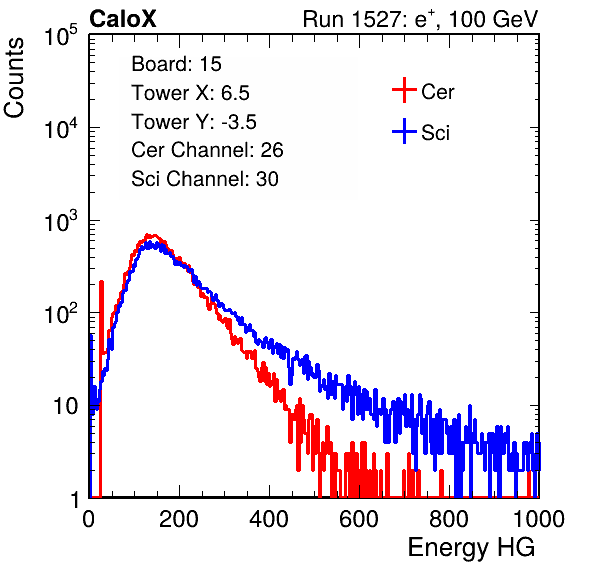 CaloX Run 1527: e⁺, 100 GeV
Counts
Board: 15
Tower X: 6.5
Tower Y: -3.5
Cer Channel: 26
Sci Channel: 30
Cer
Sci
10⁵
10⁴
10³
10²
10
1
0 200 400 600 800 1000
Energy HG